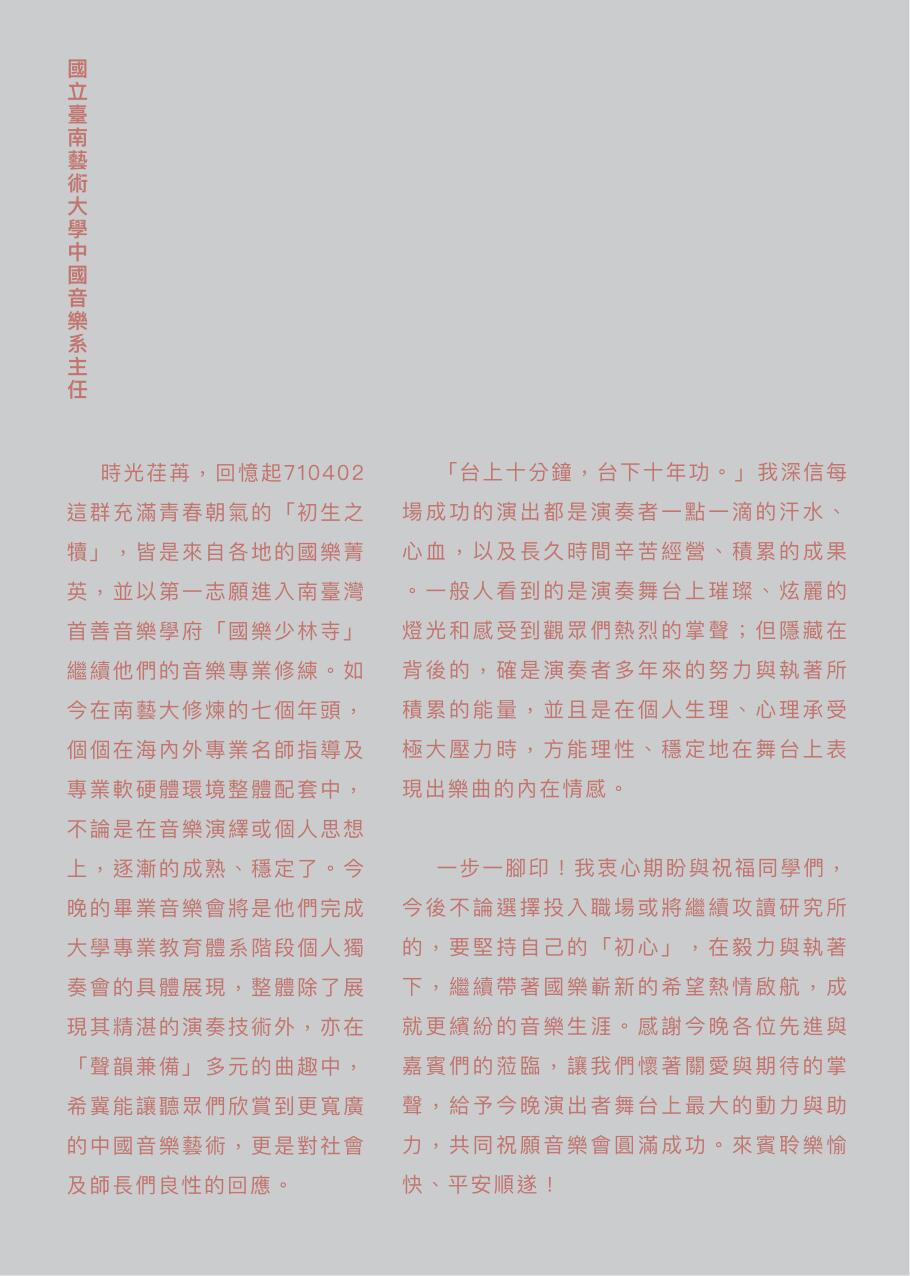 國立臺南藝術大學中國音樂系主任
時光荏苒，回憶起710402
這群充滿青春朝氣的「初生之
犢」，皆是來自各地的國樂菁
英，並以第一志願進入南臺灣
首善音樂學府「國樂少林寺」
繼續他們的音樂專業修練。如
今在南藝大修煉的七個年頭，
個個在海內外專業名師指導及
專業軟硬體環境整體配套中，
不論是在音樂演繹或個人思想
上，逐漸的成熟、穩定了。今
晚的畢業音樂會將是他們完成
大學專業教育體系階段個人獨
奏會的具體展現，整體除了展
現其精湛的演奏技術外，亦在
「聲韻兼備」多元的曲趣中，
希冀能讓聽眾們欣賞到更寬廣
的中國音樂藝術，更是對社會
及師長們良性的回應。
「台上十分鐘，台下十年功。」我深信每
場成功的演出都是演奏者一點一滴的汗水、
心血，以及長久時間辛苦經營、積累的成果
。一般人看到的是演奏舞台上璀璨、炫麗的
燈光和感受到觀眾們熱烈的掌聲；但隱藏在
背後的，確是演奏者多年來的努力與執著所
積累的能量，並且是在個人生理、心理承受
極大壓力時，方能理性、穩定地在舞台上表
現出樂曲的內在情感。
一步一腳印！我衷心期盼與祝福同學們，
今後不論選擇投入職場或將繼續攻讀研究所
的，要堅持自己的「初心」，在毅力與執著
下，繼續帶著國樂嶄新的希望熱情啟航，成
就更繽紛的音樂生涯。感謝今晚各位先進與
嘉賓們的蒞臨，讓我們懷著關愛與期待的掌
聲，給予今晚演出者舞台上最大的動力與助
力，共同祝願音樂會圓滿成功。來賓聆樂愉
快、平安順遂！